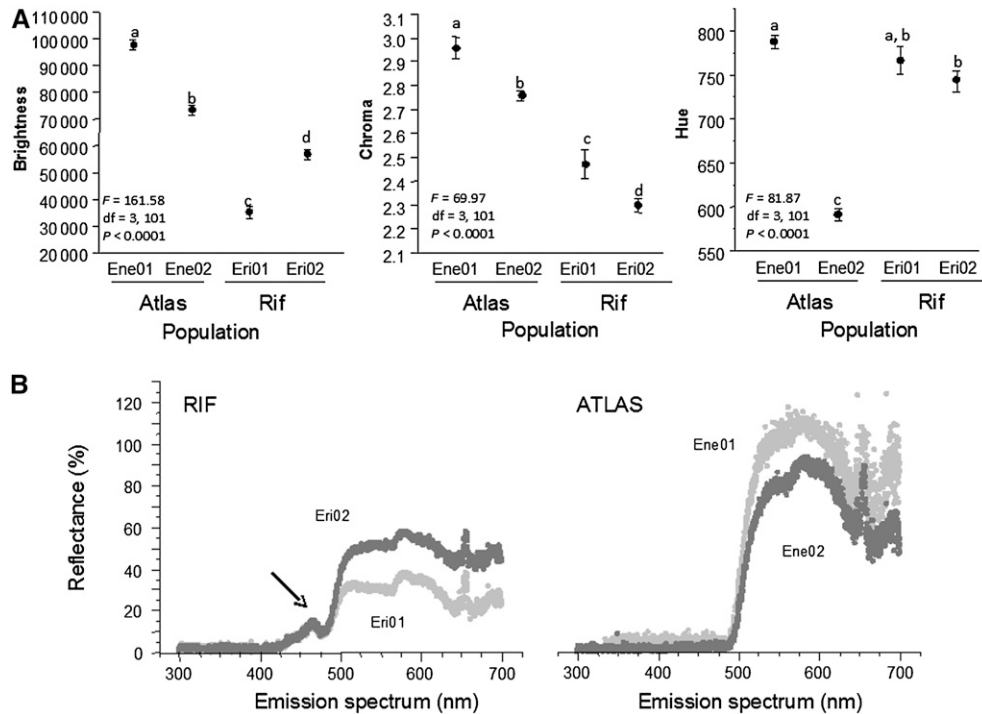 A
Brightness
110 000
100 000
90 000
80 000
70 000
60 000
50 000
40 000
30 000
20 000
a
b
c
d
F = 161.58
df = 3, 101
P < 0.0001
Ene01 Ene02 Eri01 Eri02
Atlas Rif
Population
Chroma
3.1
3.0
2.9
2.8
2.7
2.6
2.5
2.4
2.3
2.2
2.1
a
b
c
d
F = 69.97
df = 3, 101
P < 0.0001
Ene01 Ene02 Eri01 Eri02
Atlas Rif
Population
Hue
800
750
700
650
600
550
a
c
a, b
b
F = 81.87
df = 3, 101
P < 0.0001
Ene01 Ene02 Eri01 Eri02
Atlas Rif
Population
B
Reflectance (%)
120
100
80
60
40
20
0
RIF
Eri02
Eri01
300 400 500 600 700
Emission spectrum (nm)
ATLAS
Ene01
Ene02
300 400 500 600 700
Emission spectrum (nm)